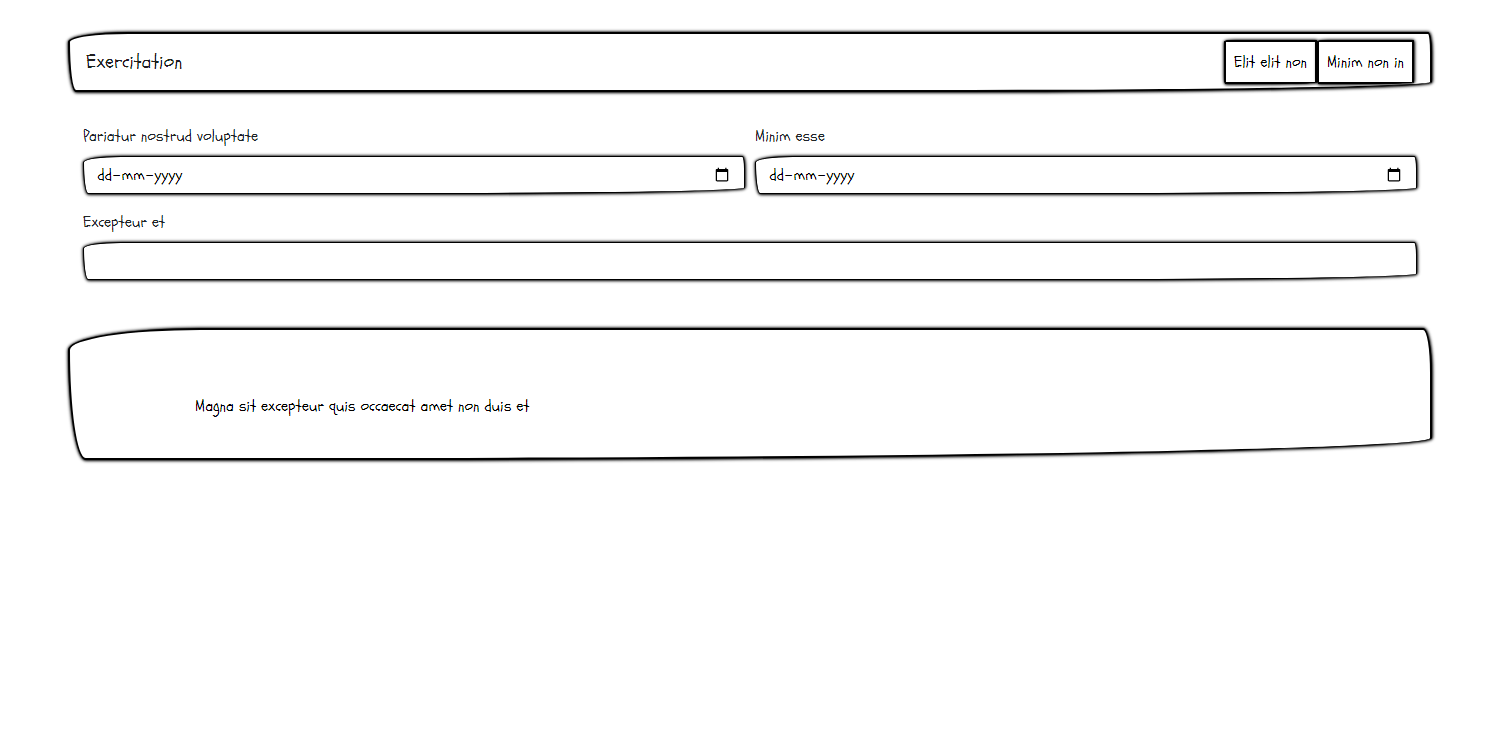 Exercitation
Elit elit non
Minim non in
Pariatur nostrud voluptate
Minim esse
dd-mm-yyyy
dd-mm-yyyy
Excepteur et
Magna sit excepteur quis occaecat amet non duis et